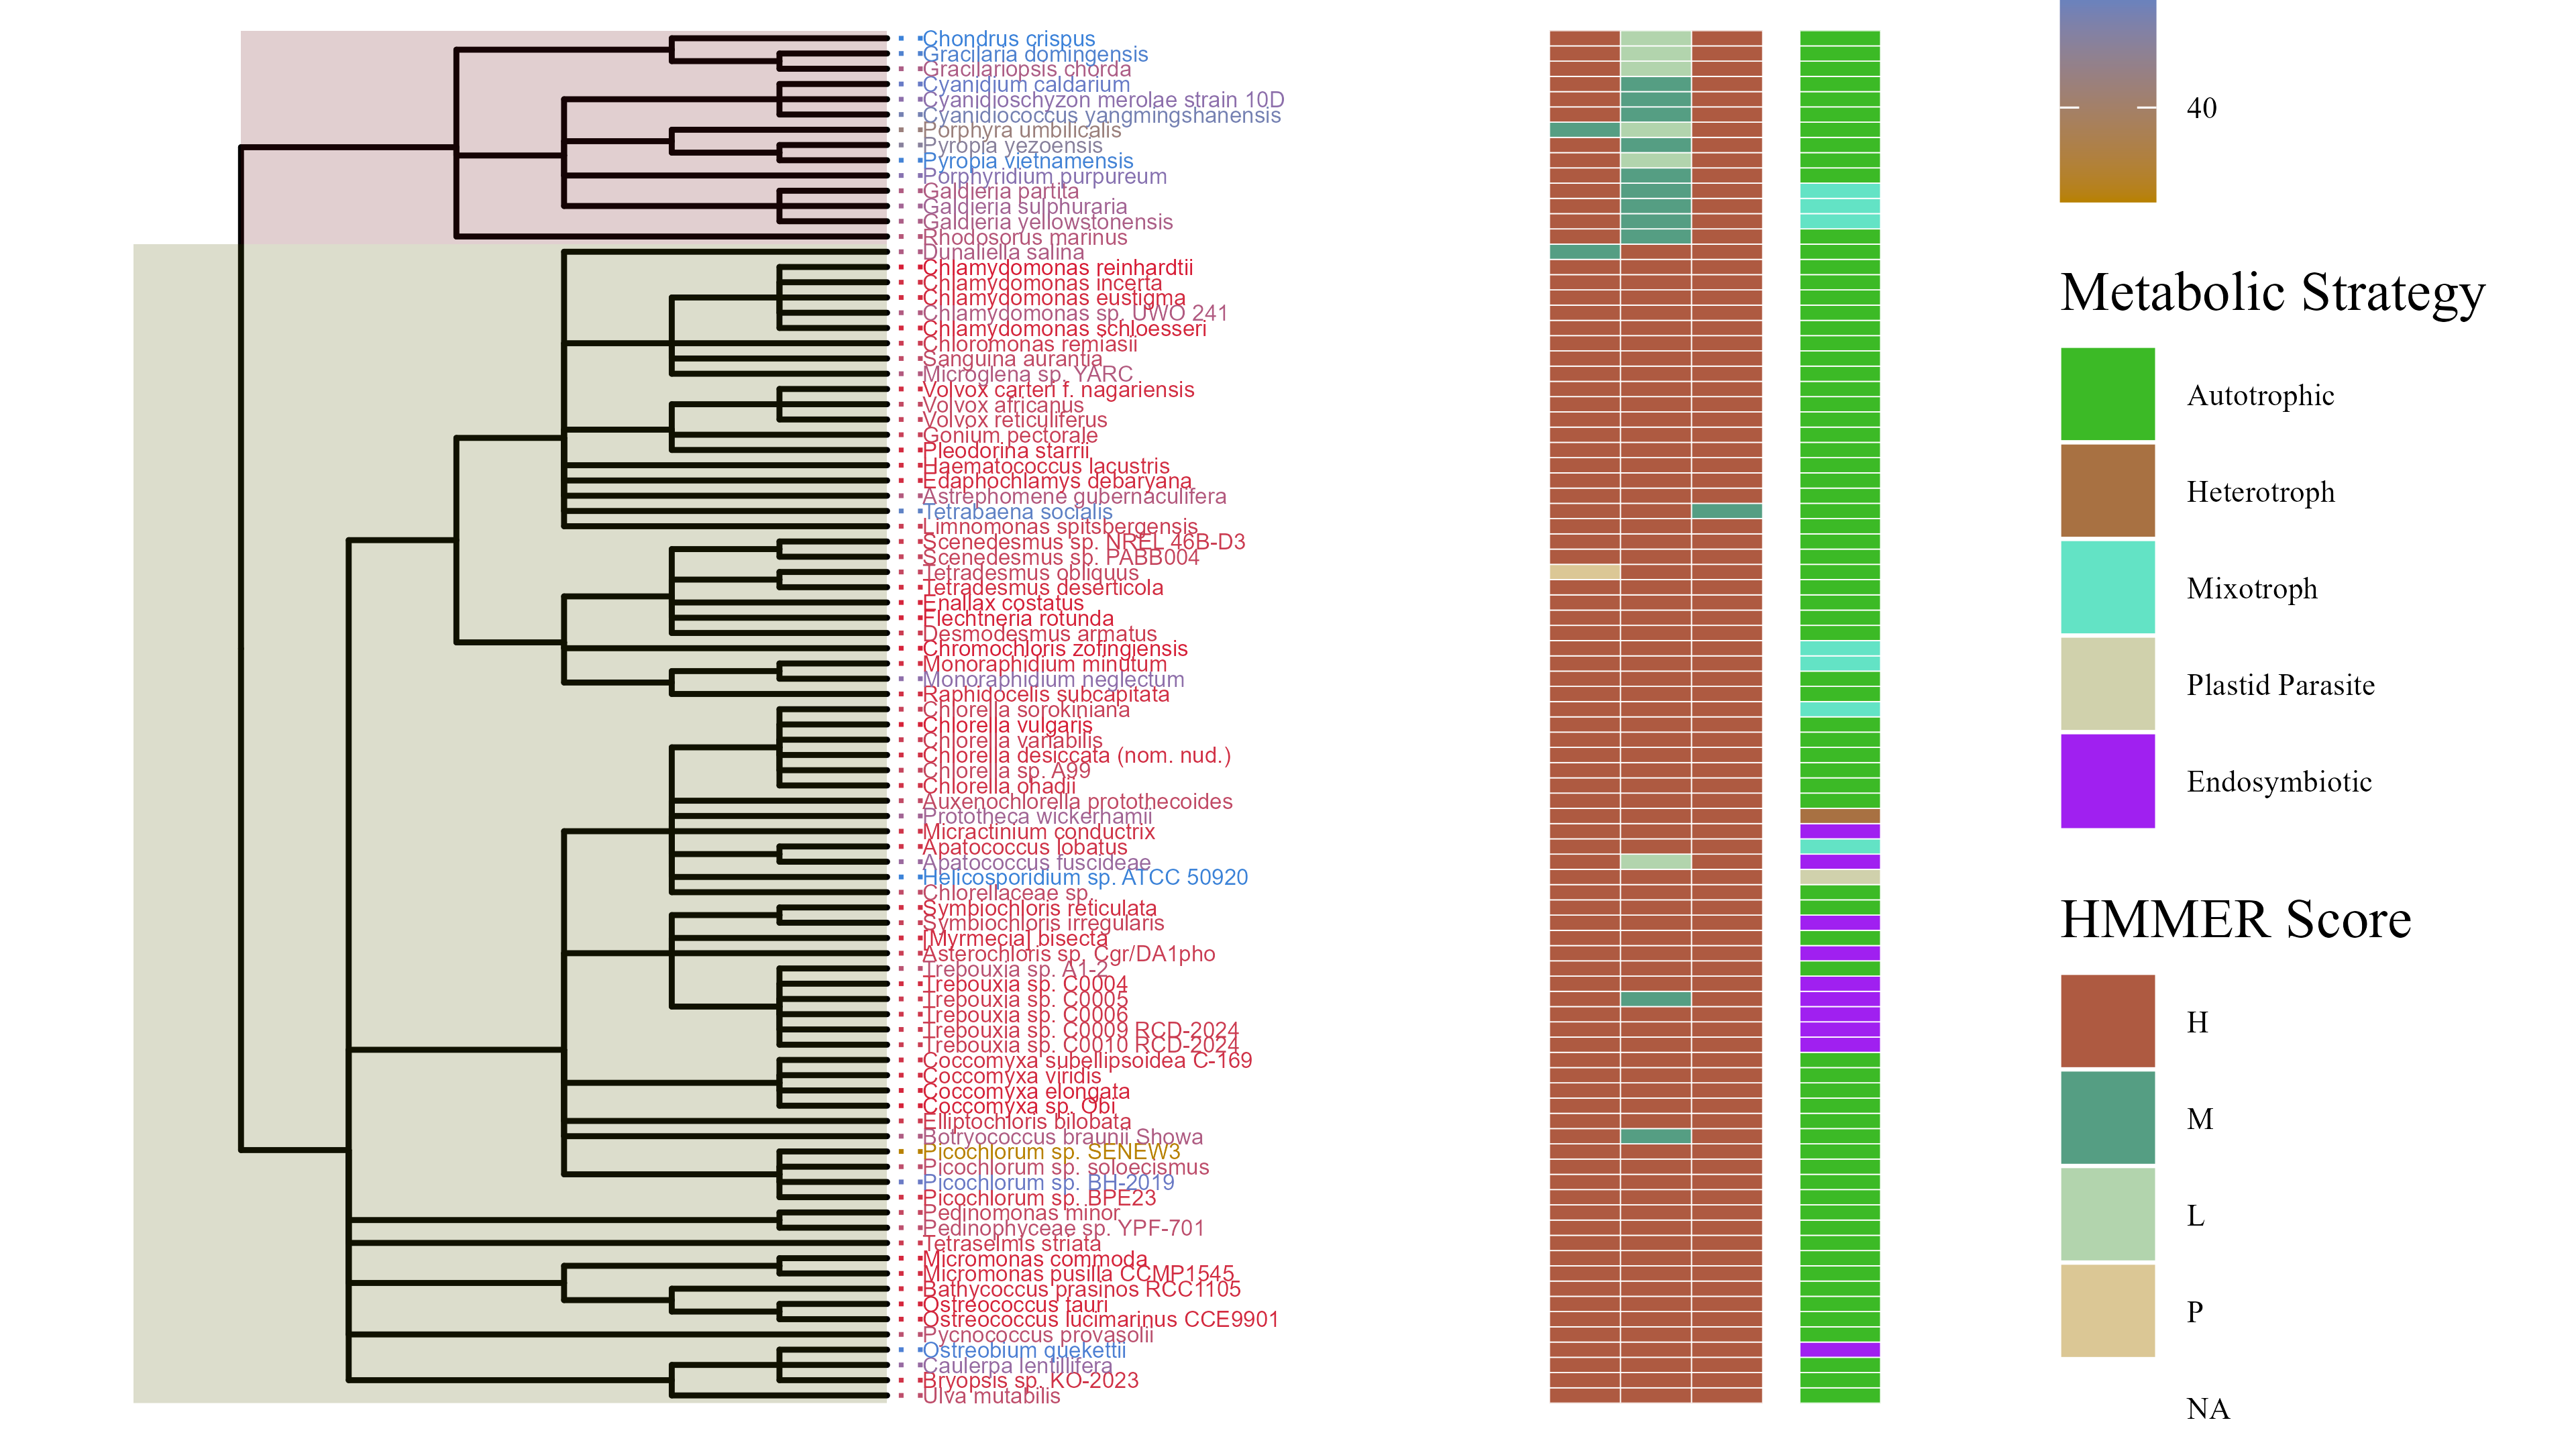 Chondrus crispus
Gracilaria domingensis
Gracilariopsis chorda
Cyanidium caldarium
Cyanidioschyzon merolae strain 10D
Cyanidiococcus yangmingshanensis
Porphyra umbilicalis
Pyropia yezoensis
Pyropia vietnamensis
Porphyridium purpureum
Galdieria partita
Galdieria sulphuraria
Galdieria yellowstonensis
Rhodosorus marinus
Dunaliella salina
Chlamydomonas reinhardtii
Chlamydomonas incerta
Chlamydomonas eustigma
Chlamydomonas sp. UWO 241
Chlamydomonas schloesseri
Chloromonas remiasii
Sanguina aurantia
Microglena sp. YARC
Volvox carteri f. nagariensis
Volvox africanus
Volvox reticuliferus
Gonium pectorale
Pleodorina starrii
Haematococcus lacustris
Edaphochlamys debaryana
Astrephomene gubernaculifera
Tetrabaena socialis
Limnomonas spitsbergensis
Scenedesmus sp. NREL 46B-D3
Scenedesmus sp. PABB004
Tetradesmus obliquus
Tetradesmus deserticola
Enallax costatus
Flechtneria rotunda
Desmodesmus armatus
Chromochloris zofingiensis
Monoraphidium minutum
Monoraphidium neglectum
Raphidocelis subcapitata
Chlorella sorokiniana
Chlorella vulgaris
Chlorella variabilis
Chlorella desiccata (nom. nud.)
Chlorella sp. A99
Chlorella ohadii
Auxenochlorella protothecoides
Prototheca wickerhamii
Micractinium conductrix
Apatococcus lobatus
Apatococcus fuscideae
Helicosporidium sp. ATCC 50920
Chlorellaceae sp.
Symbiochloris reticulata
Symbiochloris irregularis
[Myrmecia] bisecta
Asterochloris sp. Cgr/DA1pho
Trebouxia sp. A1-2
Trebouxia sp. C0004
Trebouxia sp. C0005
Trebouxia sp. C0006
Trebouxia sp. C0009 RCD-2024
Trebouxia sp. C0010 RCD-2024
Coccomyxa subellipsoidea C-169
Coccomyxa viridis
Coccomyxa elongata
Coccomyxa sp. Obi
Elliptochloris bilobata
Botryococcus braunii Showa
Picochlorum sp. SENEW3
Picochlorum sp. soloecismus
Picochlorum sp. BH-2019
Picochlorum sp. BPE23
Pedinomonas minor
Pedinophyceae sp. YPF-701
Tetraselmis striata
Micromonas commoda
Micromonas pusilla CCMP1545
Bathycoccus prasinos RCC1105
Ostreococcus tauri
Ostreococcus lucimarinus CCE9901
Pycnococcus provasolii
Ostreobium quekettii
Caulerpa lentillifera
Bryopsis sp. KO-2023
Ulva mutabilis
40
Metabolic Strategy
Autotrophic
Heterotroph
Mixotroph
Plastid Parasite
Endosymbiotic
HMMER Score
H
M
L
P
NA